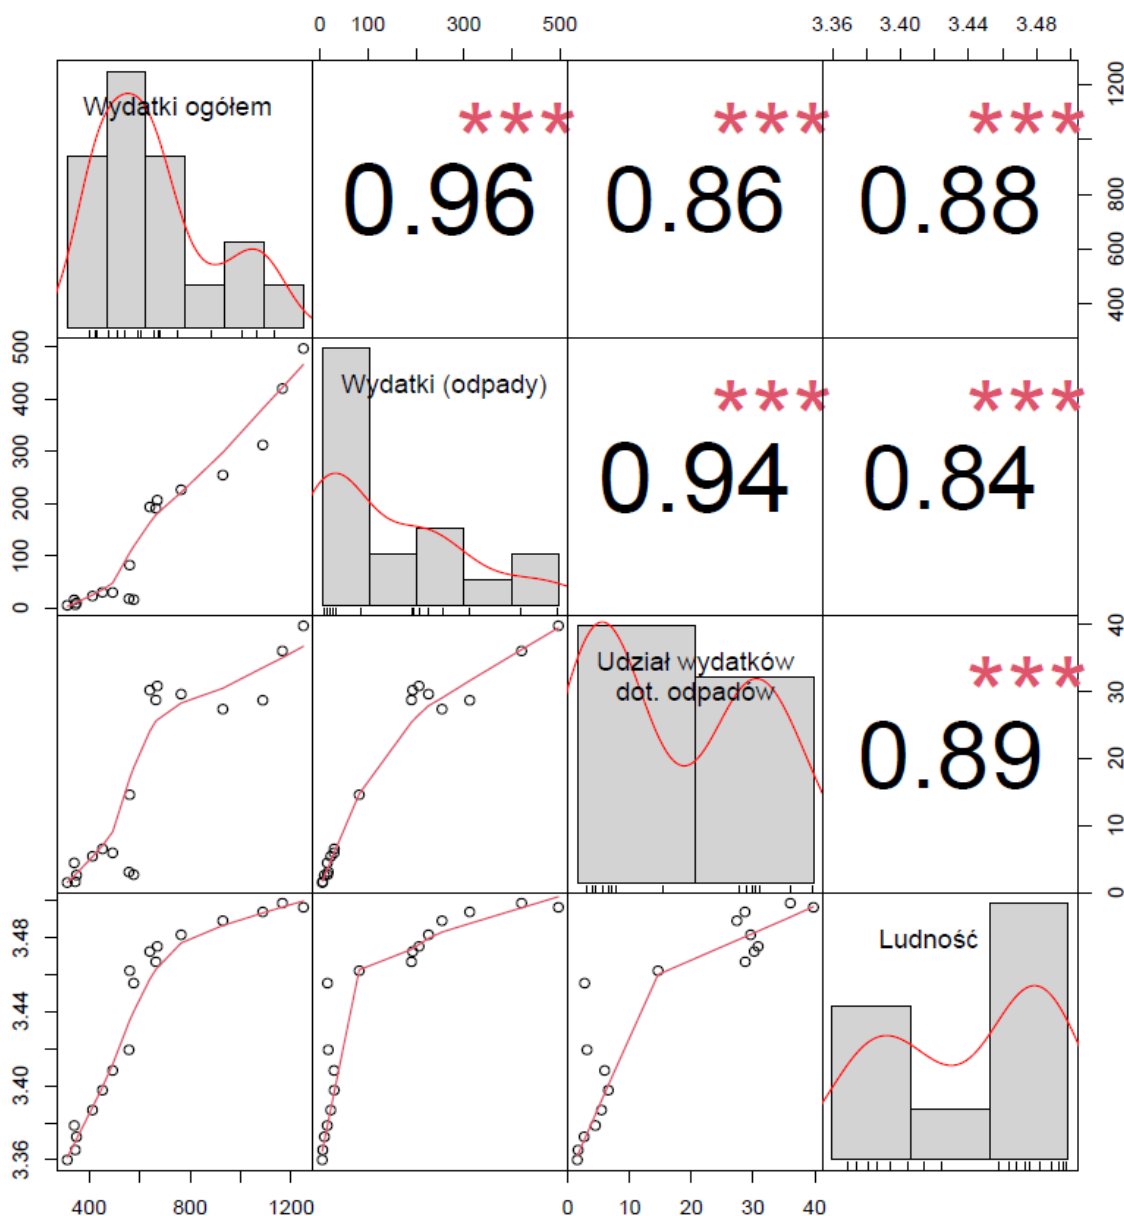 0 100 300 500 3.36 3.40 3.44 3.48
Wydatki ogółem
***
0.96
***
0.86
***
0.88
400 600 800 1200
0 100 200 300 400 500
Wydatki (odpady)
***
0.94
***
0.84
Udział wydatków
dot. odpadów
***
0.89
0 10 20 30 40
3.36 3.40 3.44 3.48
Ludność
400 800 1200 0 10 20 30 40